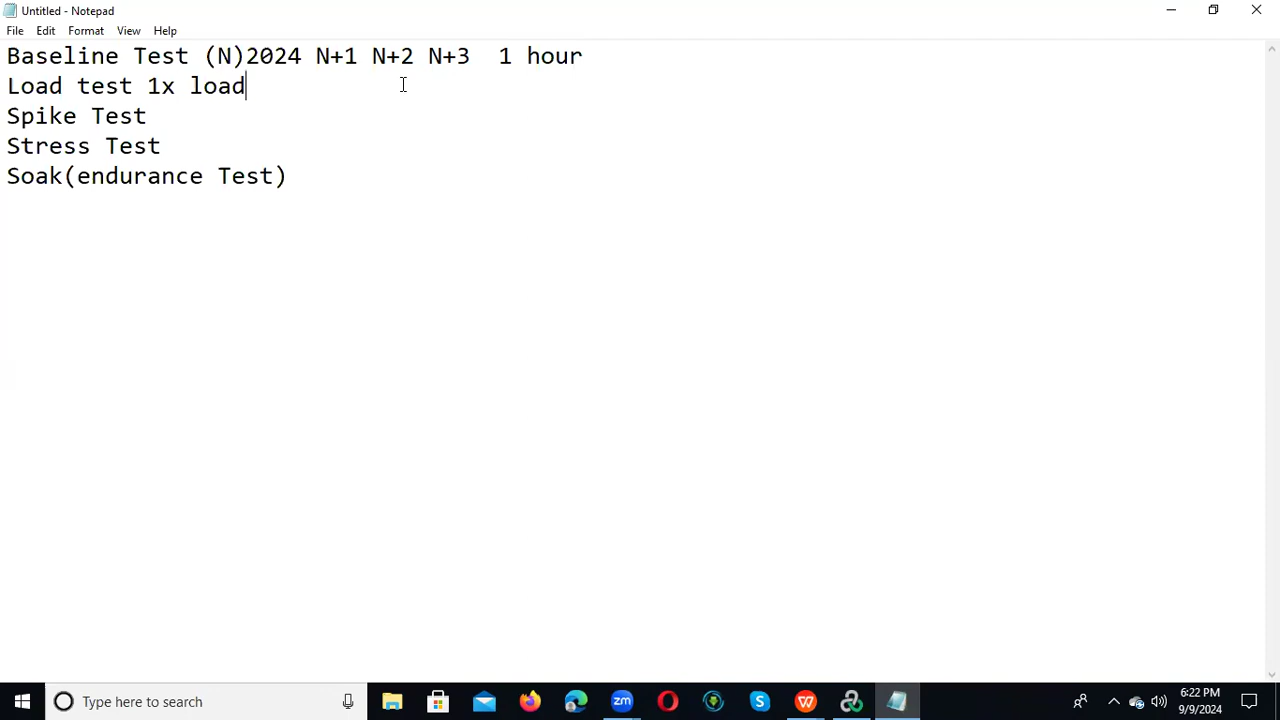 Untitled - Notepad
File Edit Format View Help
Baseline Test (N)2024 N+1 N+2 N+3  1 hour
Load test 1x load
Spike Test
Stress Test
Soak(endurance Test)
Type here to search
zm
W
S
6:22 PM
9/9/2024